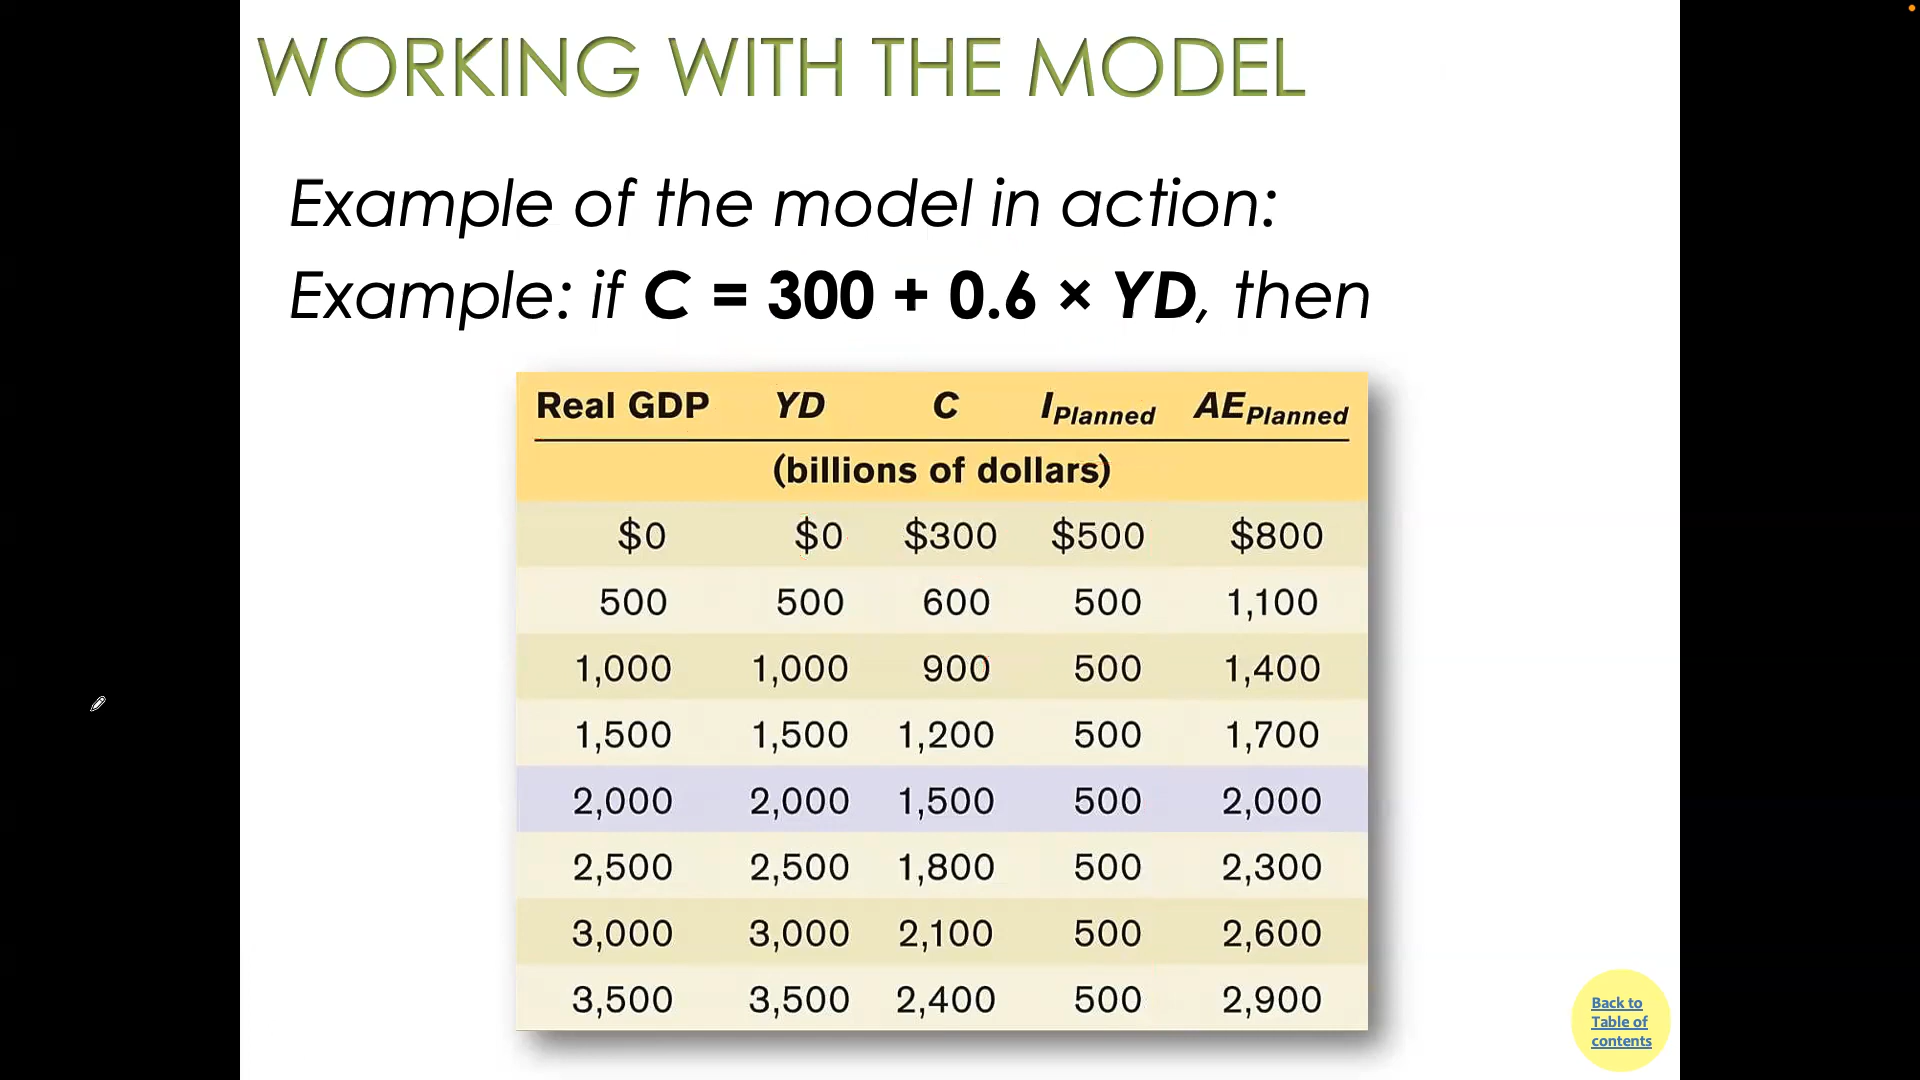 WORKING WITH THE MODEL
Example of the model in action:
Example: if C = 300 + 0.6 × YD, then
Real GDP YD C IPlanned AEPlanned
(billions of dollars)
$0 $0 $300 $500 $800
500 500 600 500 1,100
1,000 1,000 900 500 1,400
1,500 1,500 1,200 500 1,700
2,000 2,000 1,500 500 2,000
2,500 2,500 1,800 500 2,300
3,000 3,000 2,100 500 2,600
3,500 3,500 2,400 500 2,900
Back to
Table of
contents